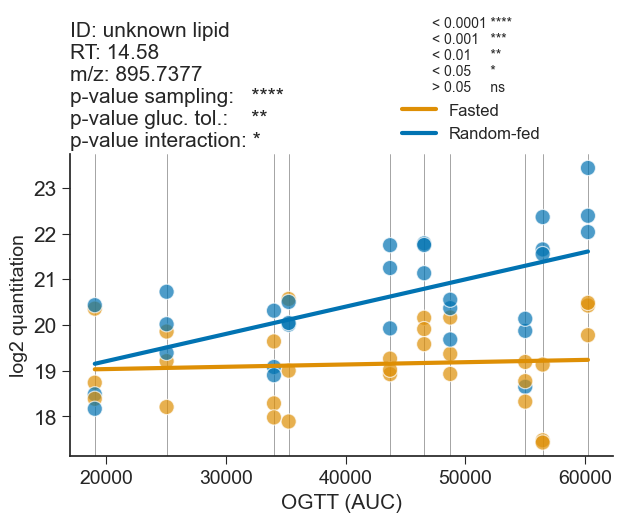 ID: unknown lipid
RT: 14.58
m/z: 895.7377
p-value sampling: ****
p-value gluc. tol.: **
p-value interaction: *
< 0.0001 ****
< 0.001 ***
< 0.01 **
< 0.05 *
> 0.05 ns
Fasted
Random-fed
log2 quantitation
23
22
21
20
19
18
20000 30000 40000 50000 60000
OGTT (AUC)